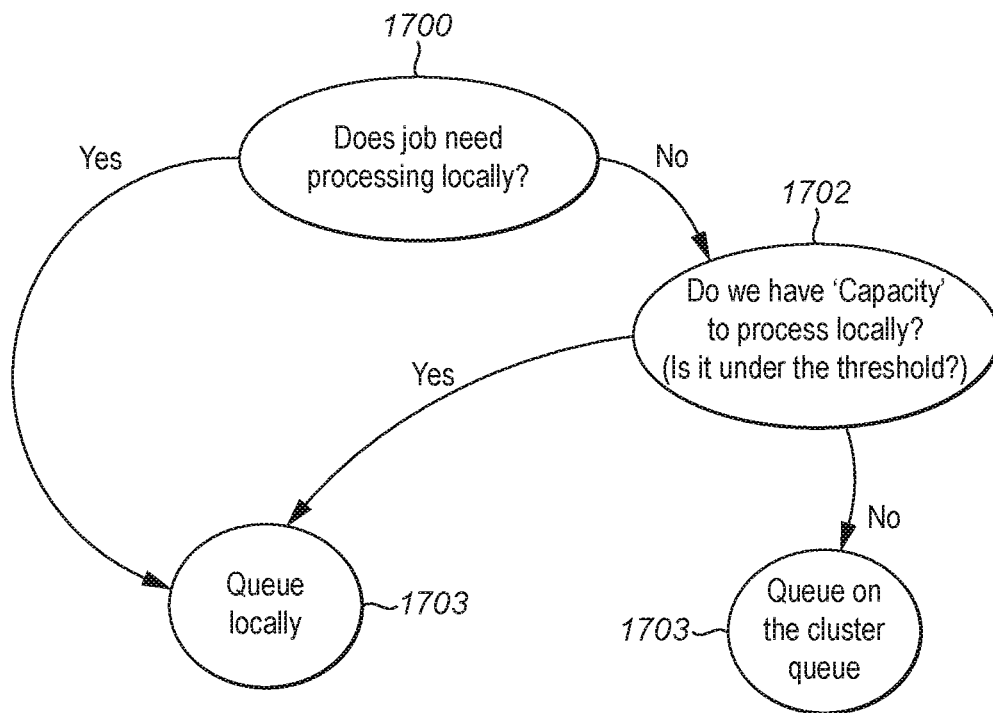 1700
Does job need
processing locally?
Yes
No
1702
Do we have ‘Capacity’
to process locally?
(Is it under the threshold?)
Yes
No
Queue
locally
1703
1703
Queue on
the cluster
queue